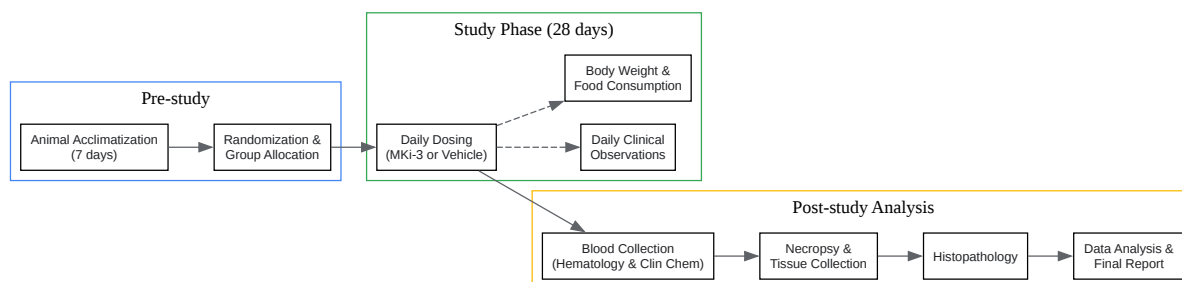 Pre-study
Animal Acclimatization
(7 days)
Randomization &
Group Allocation
Study Phase (28 days)
Daily Dosing
(MKi-3 or Vehicle)
Body Weight &
Food Consumption
Daily Clinical
Observations
Post-study Analysis
Blood Collection
(Hematology & Clin Chem)
Necropsy &
Tissue Collection
Histopathology
Data Analysis &
Final Report